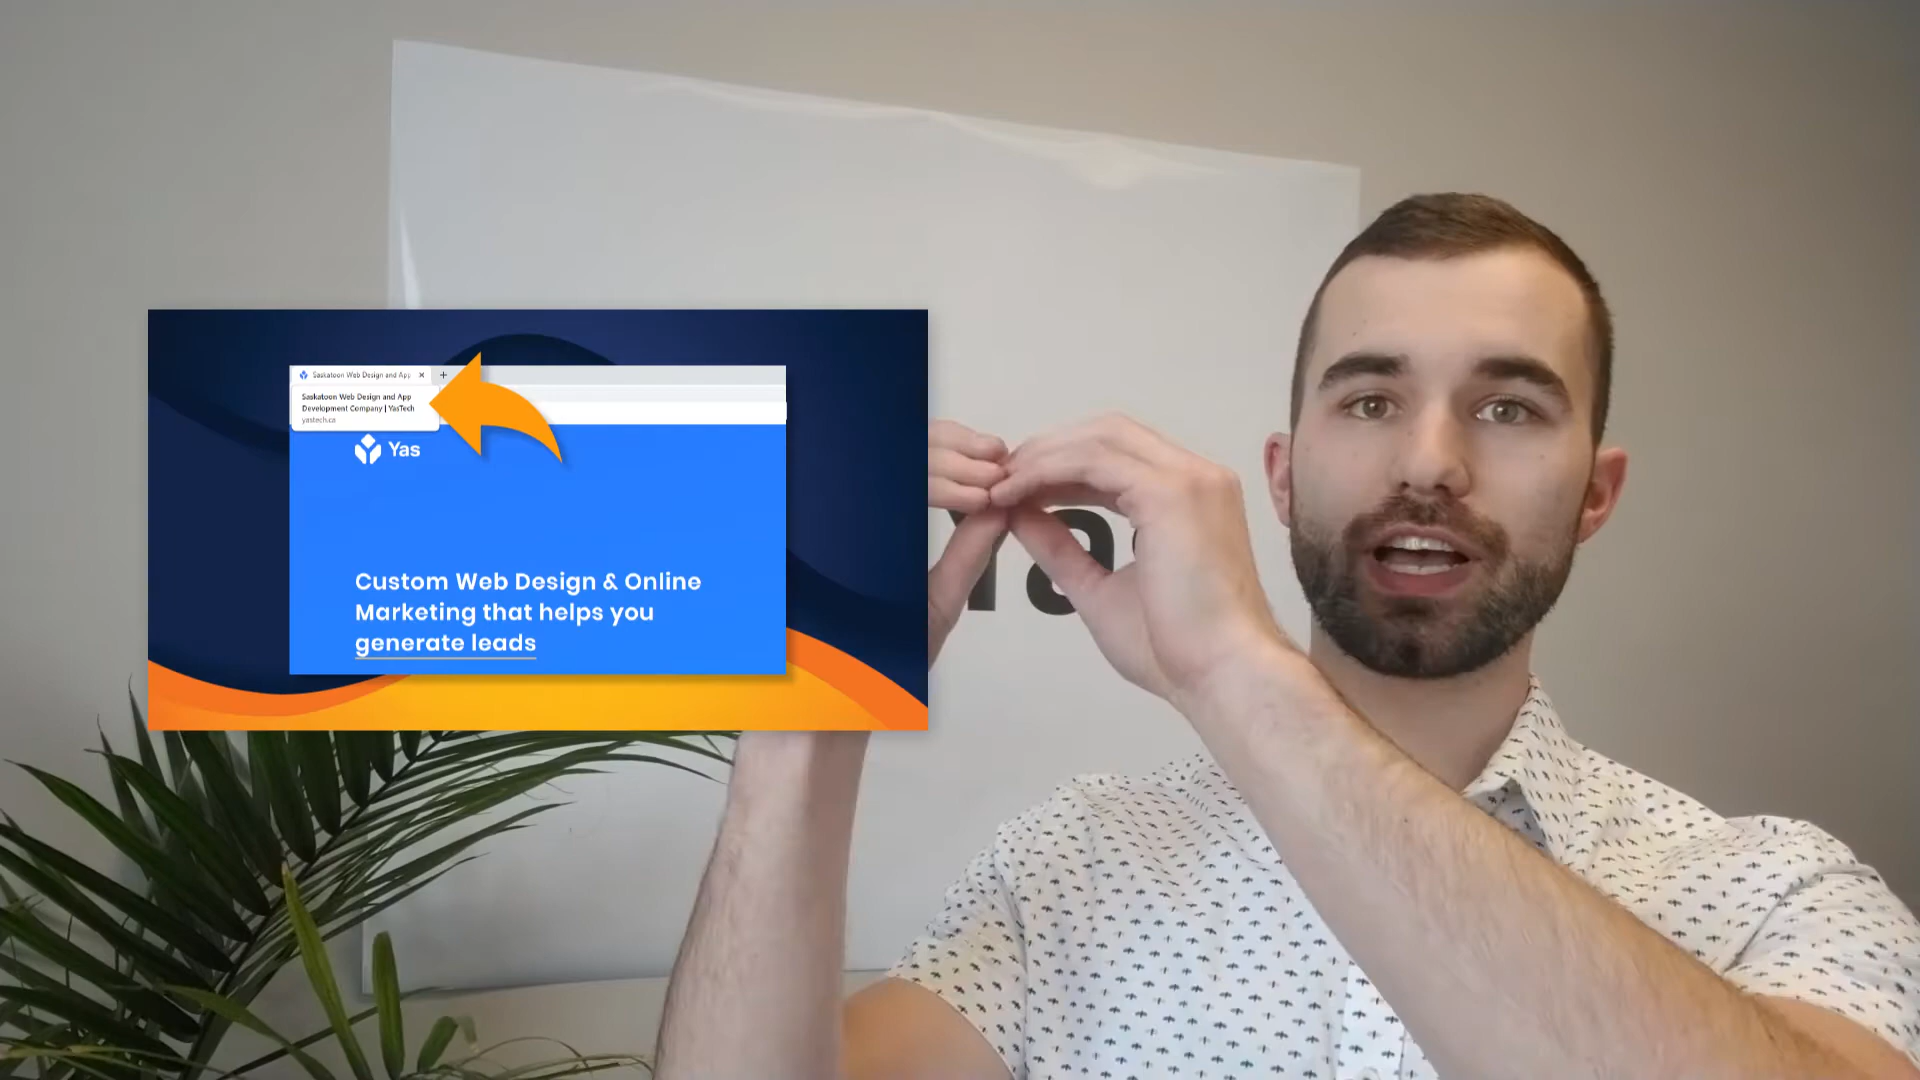 Saskatoon Web Design and App
Saskatoon Web Design and App
Development Company | YasTech
yastech.ca
Yas
Custom Web Design & Online
Marketing that helps you
generate leads
Ya